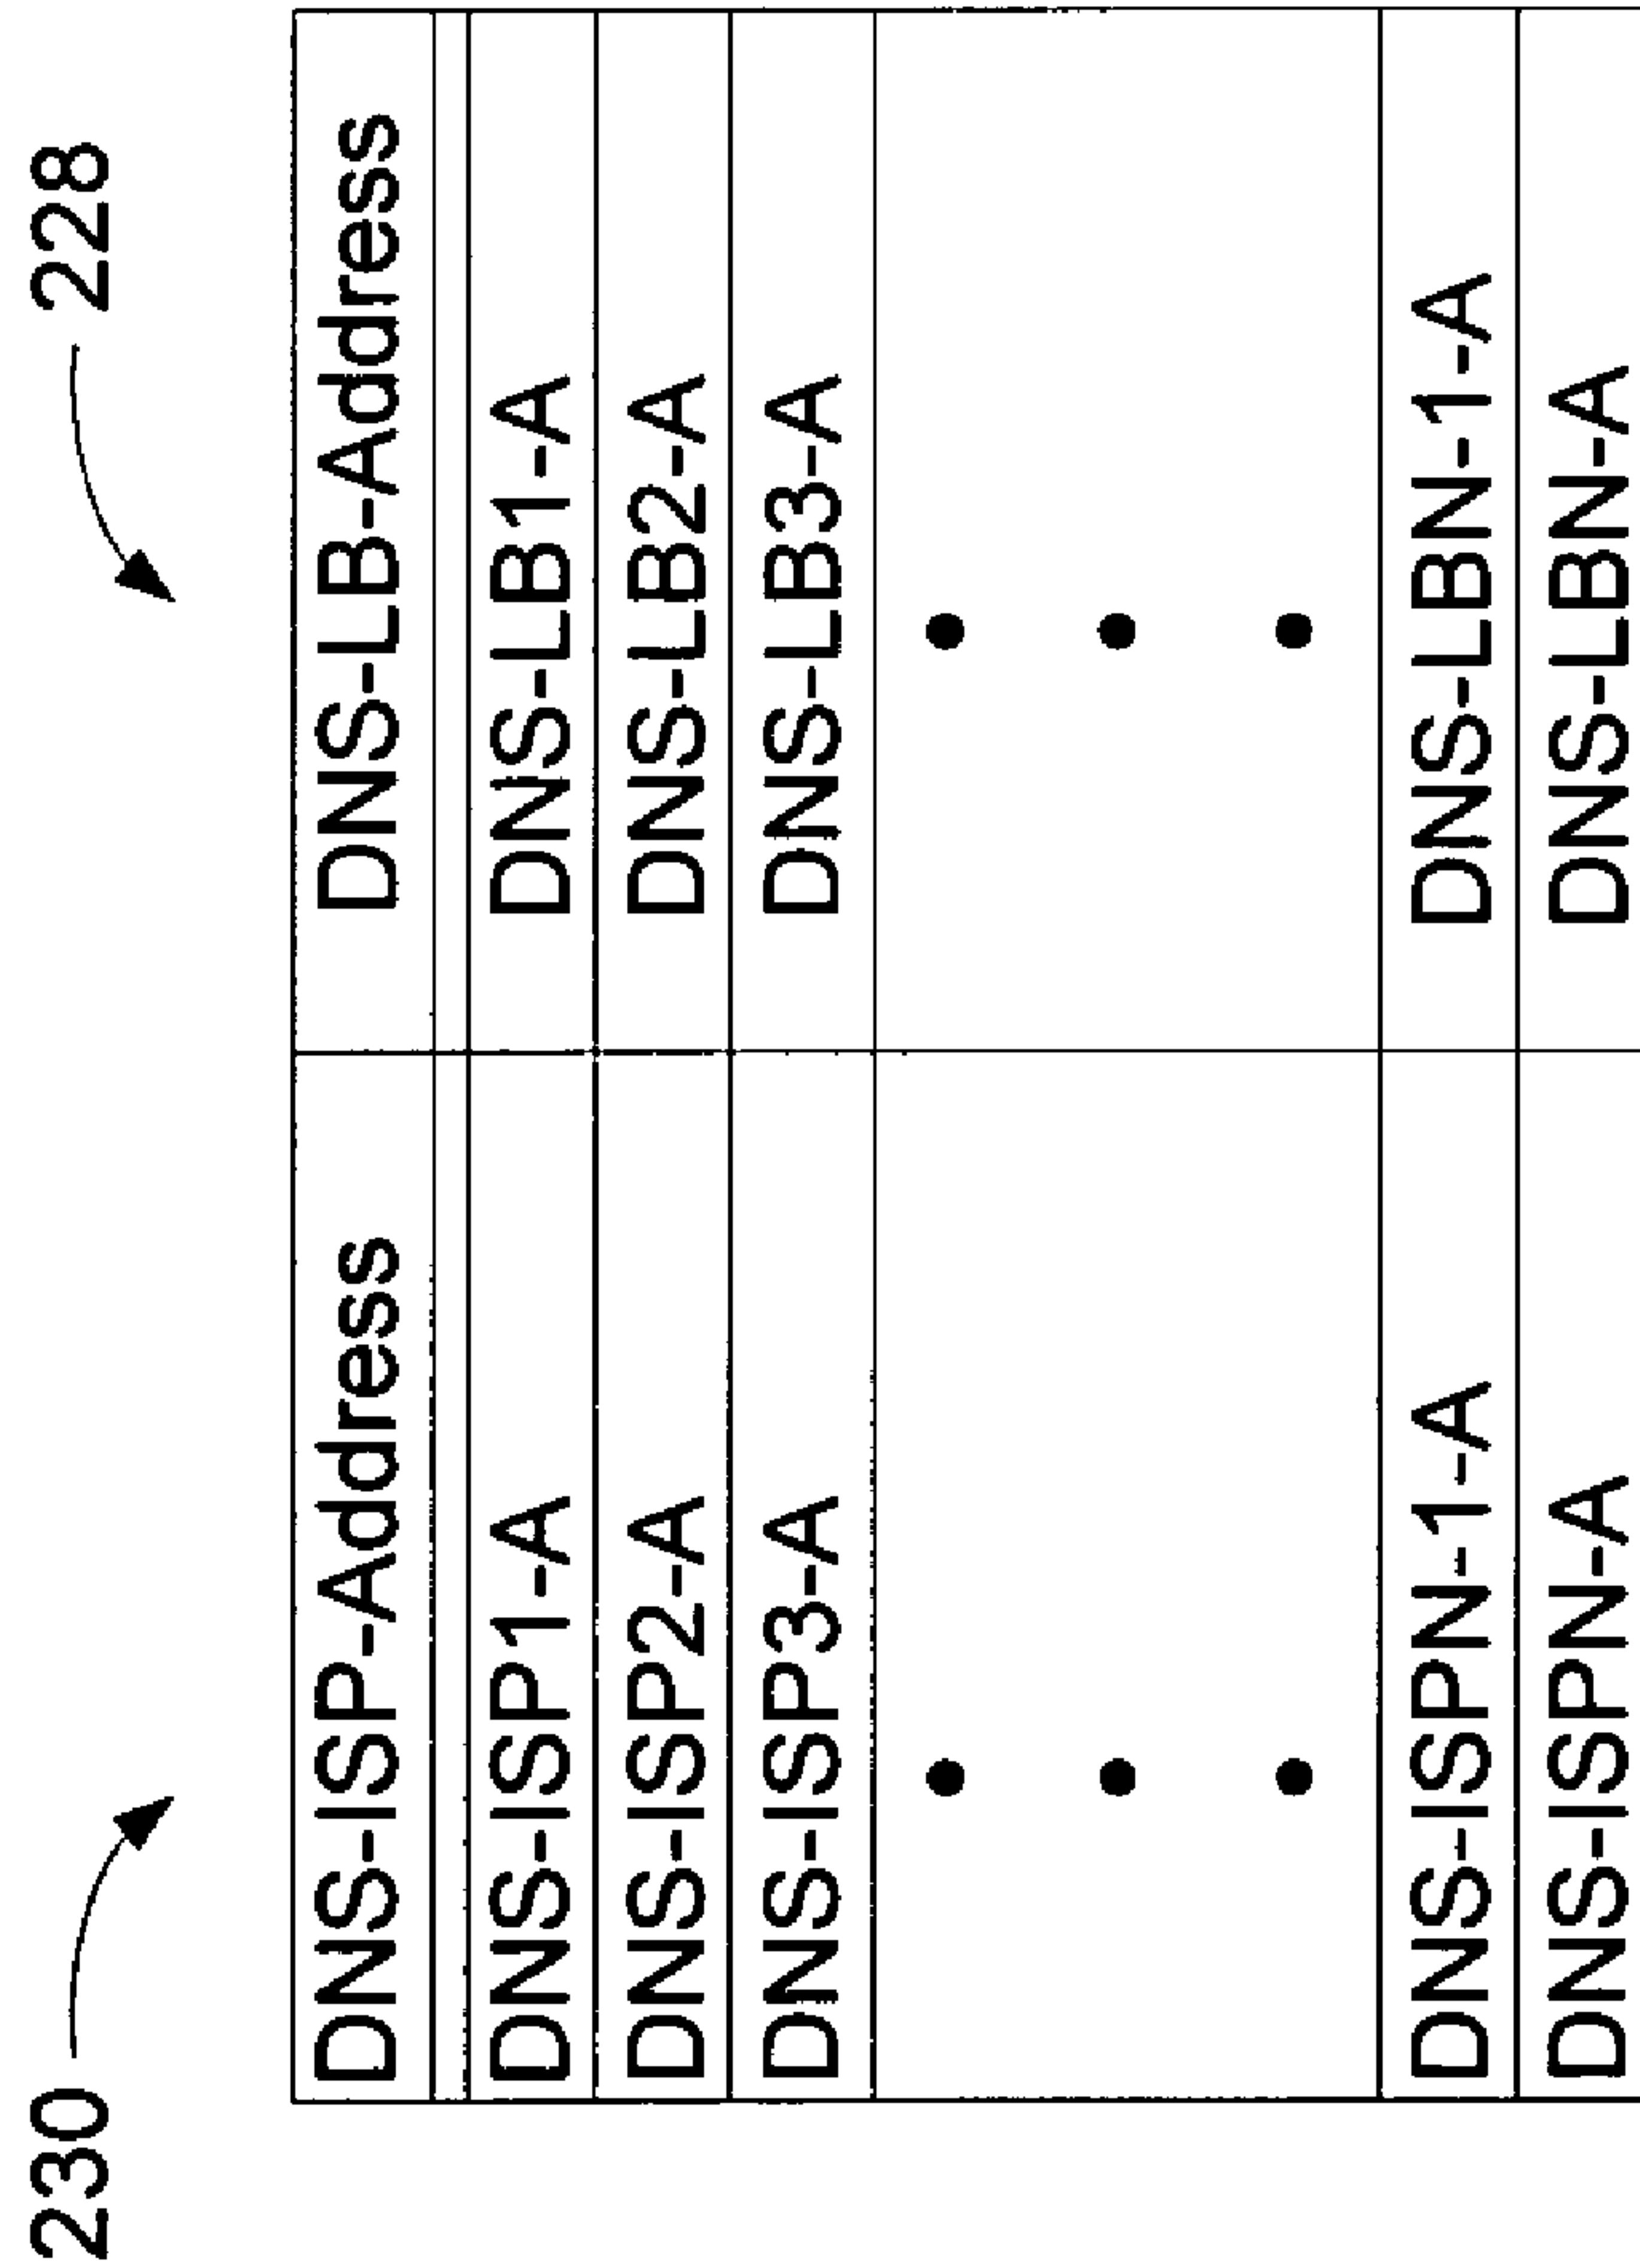 230 228
DNS-ISP-Address DNS-LB-Address
DNS-ISP1-A DNS-LB1-A
DNS-ISP2-A DNS-LB2-A
DNS-ISP3-A DNS-LB3-A
DNS-ISPN-1-A DNS-LBN-1-A
DNS-ISPN-A DNS-LBN-A